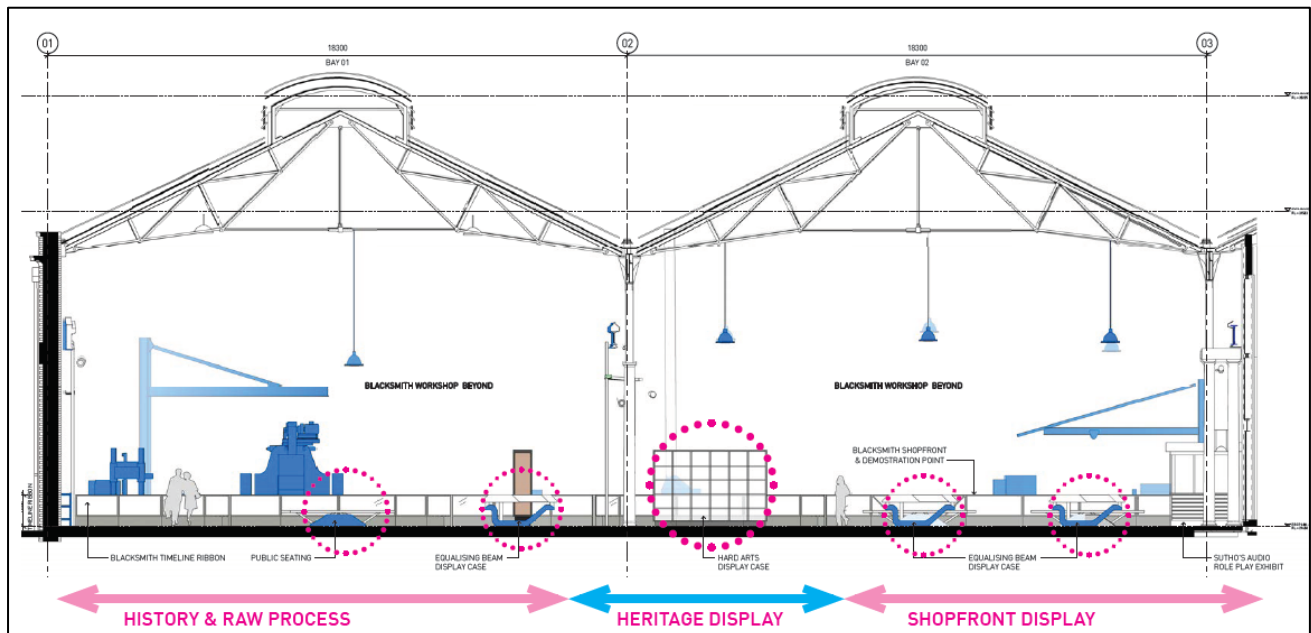 01
02
03
18300
18300
BAY 01
BAY 02
BLACKSMITH WORKSHOP BEYOND
BLACKSMITH WORKSHOP BEYOND
BLACKSMITH SHOPFRONT
& DEMOSTRATION POINT
TIMELINE RIBBON
BLACKSMITH TIMELINE RIBBON
PUBLIC SEATING
EQUALISING BEAM
DISPLAY CASE
HARD ARTS
DISPLAY CASE
EQUALISING BEAM
DISPLAY CASE
SUTHO'S AUDIO
ROLE PLAY EXHIBIT
HISTORY & RAW PROCESS
HERITAGE DISPLAY
SHOPFRONT DISPLAY